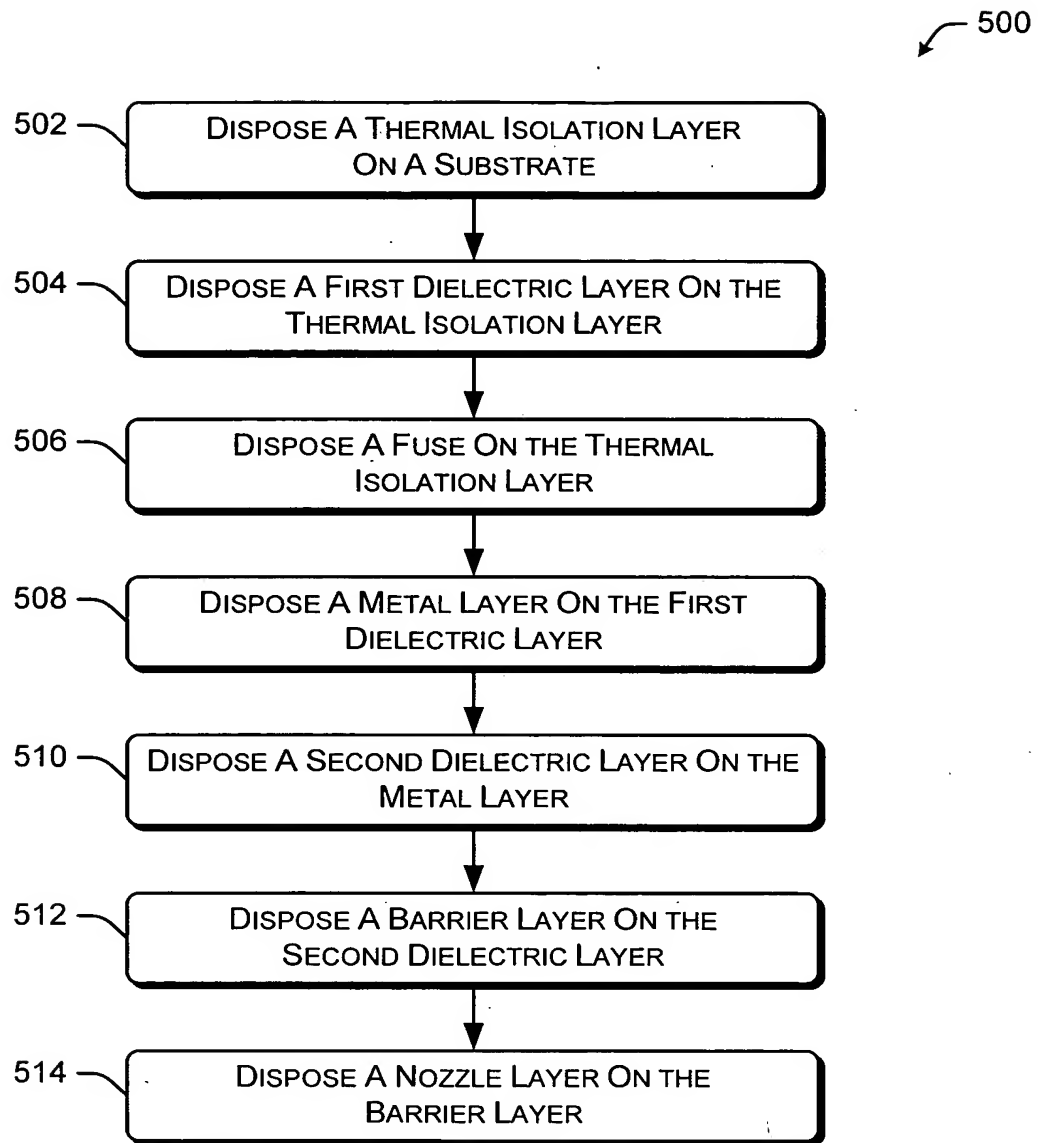 500
502
DISPOSE A THERMAL ISOLATION LAYER
ON A SUBSTRATE
504
DISPOSE A FIRST DIELECTRIC LAYER ON THE
THERMAL ISOLATION LAYER
506
DISPOSE A FUSE ON THE THERMAL
ISOLATION LAYER
508
DISPOSE A METAL LAYER ON THE FIRST
DIELECTRIC LAYER
510
DISPOSE A SECOND DIELECTRIC LAYER ON THE
METAL LAYER
512
DISPOSE A BARRIER LAYER ON THE
SECOND DIELECTRIC LAYER
514
DISPOSE A NOZZLE LAYER ON THE
BARRIER LAYER